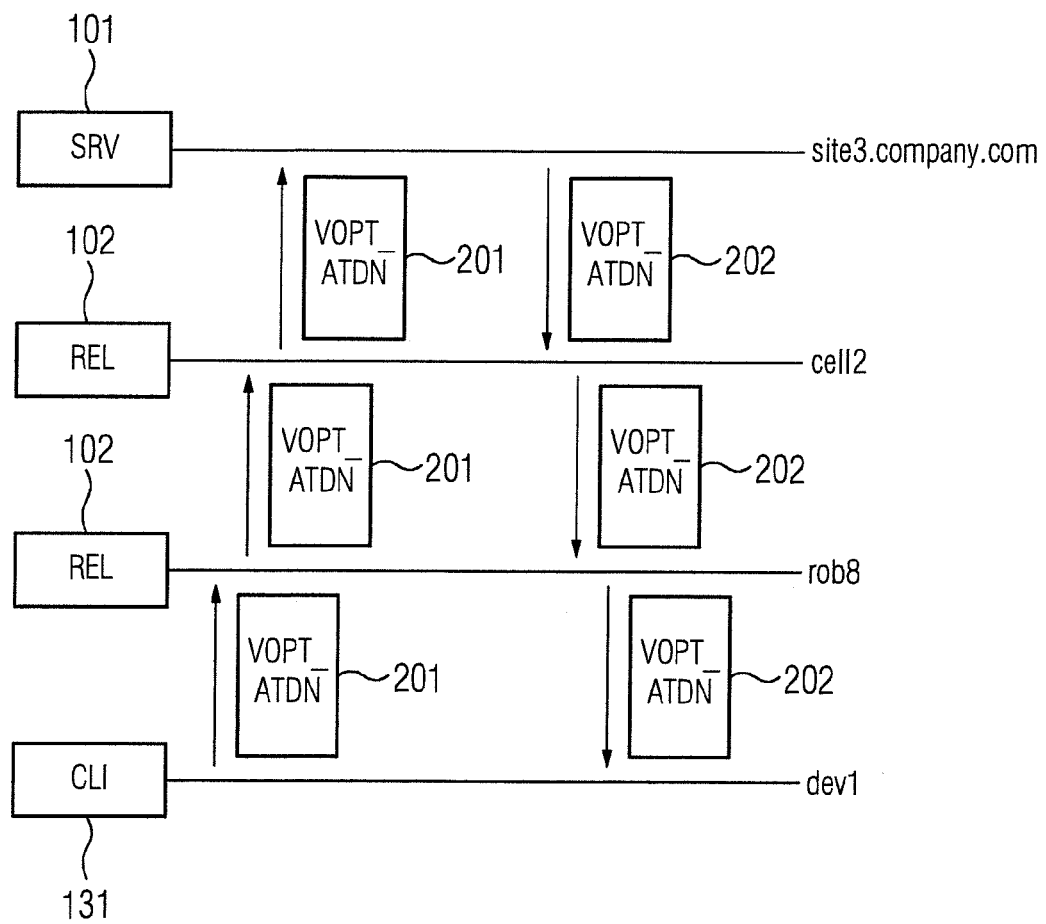 101
SRV
site3.company.com
VOPT_
ATDN
201
VOPT_
ATDN
202
102
REL
cell2
VOPT_
ATDN
201
VOPT_
ATDN
202
102
REL
rob8
VOPT_
ATDN
201
VOPT_
ATDN
202
CLI
dev1
131